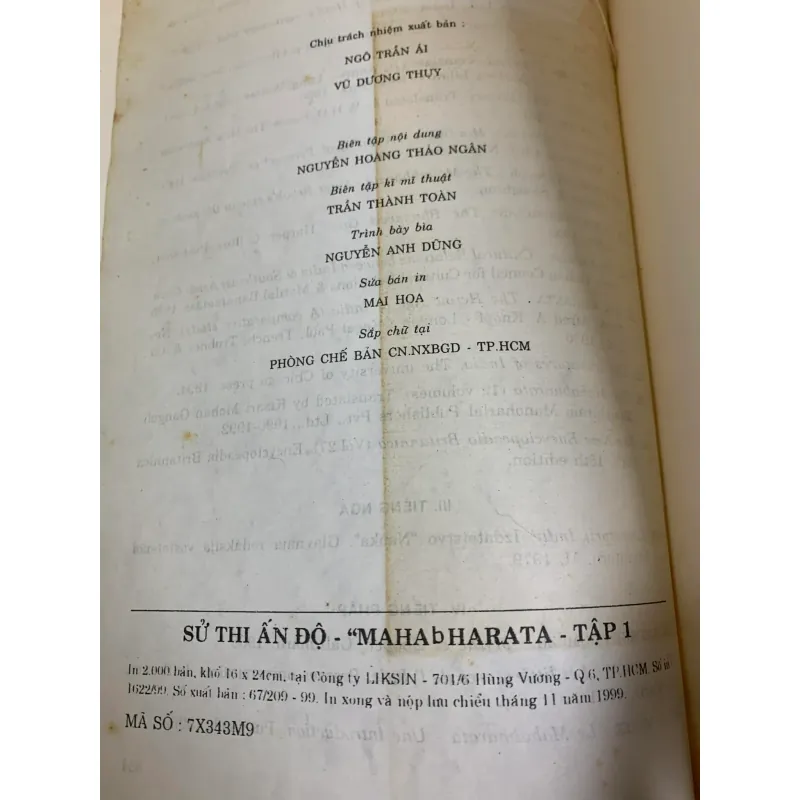 Chịu trách nhiệm xuất bản :
NGÔ TRẦN ÁI
VŨ DƯƠNG THỤY
Biên tập nội dung
NGUYỄN HOÀNG THẢO NGÂN
Biên tập kĩ mĩ thuật
TRẦN THÀNH TOÀN
Trình bày bìa
NGUYỄN ANH DŨNG
Sửa bản in
MAI HOA
Sắp chữ tại
PHÒNG CHẾ BẢN CN.NXBGD - TP.HCM
SỬ THI ẤN ĐỘ - “MAHAbHARATA - TẬP 1
In 2.000 bản, khổ 16 x 24cm, tại Công ty LIKSIN - 701/6 Hùng Vương - Q 6, TP.HCM. Số in
1622/99. Số xuất bản : 67/209 - 99. In xong và nộp lưu chiểu tháng 11 năm 1999.
MÃ SỐ : 7X343M9